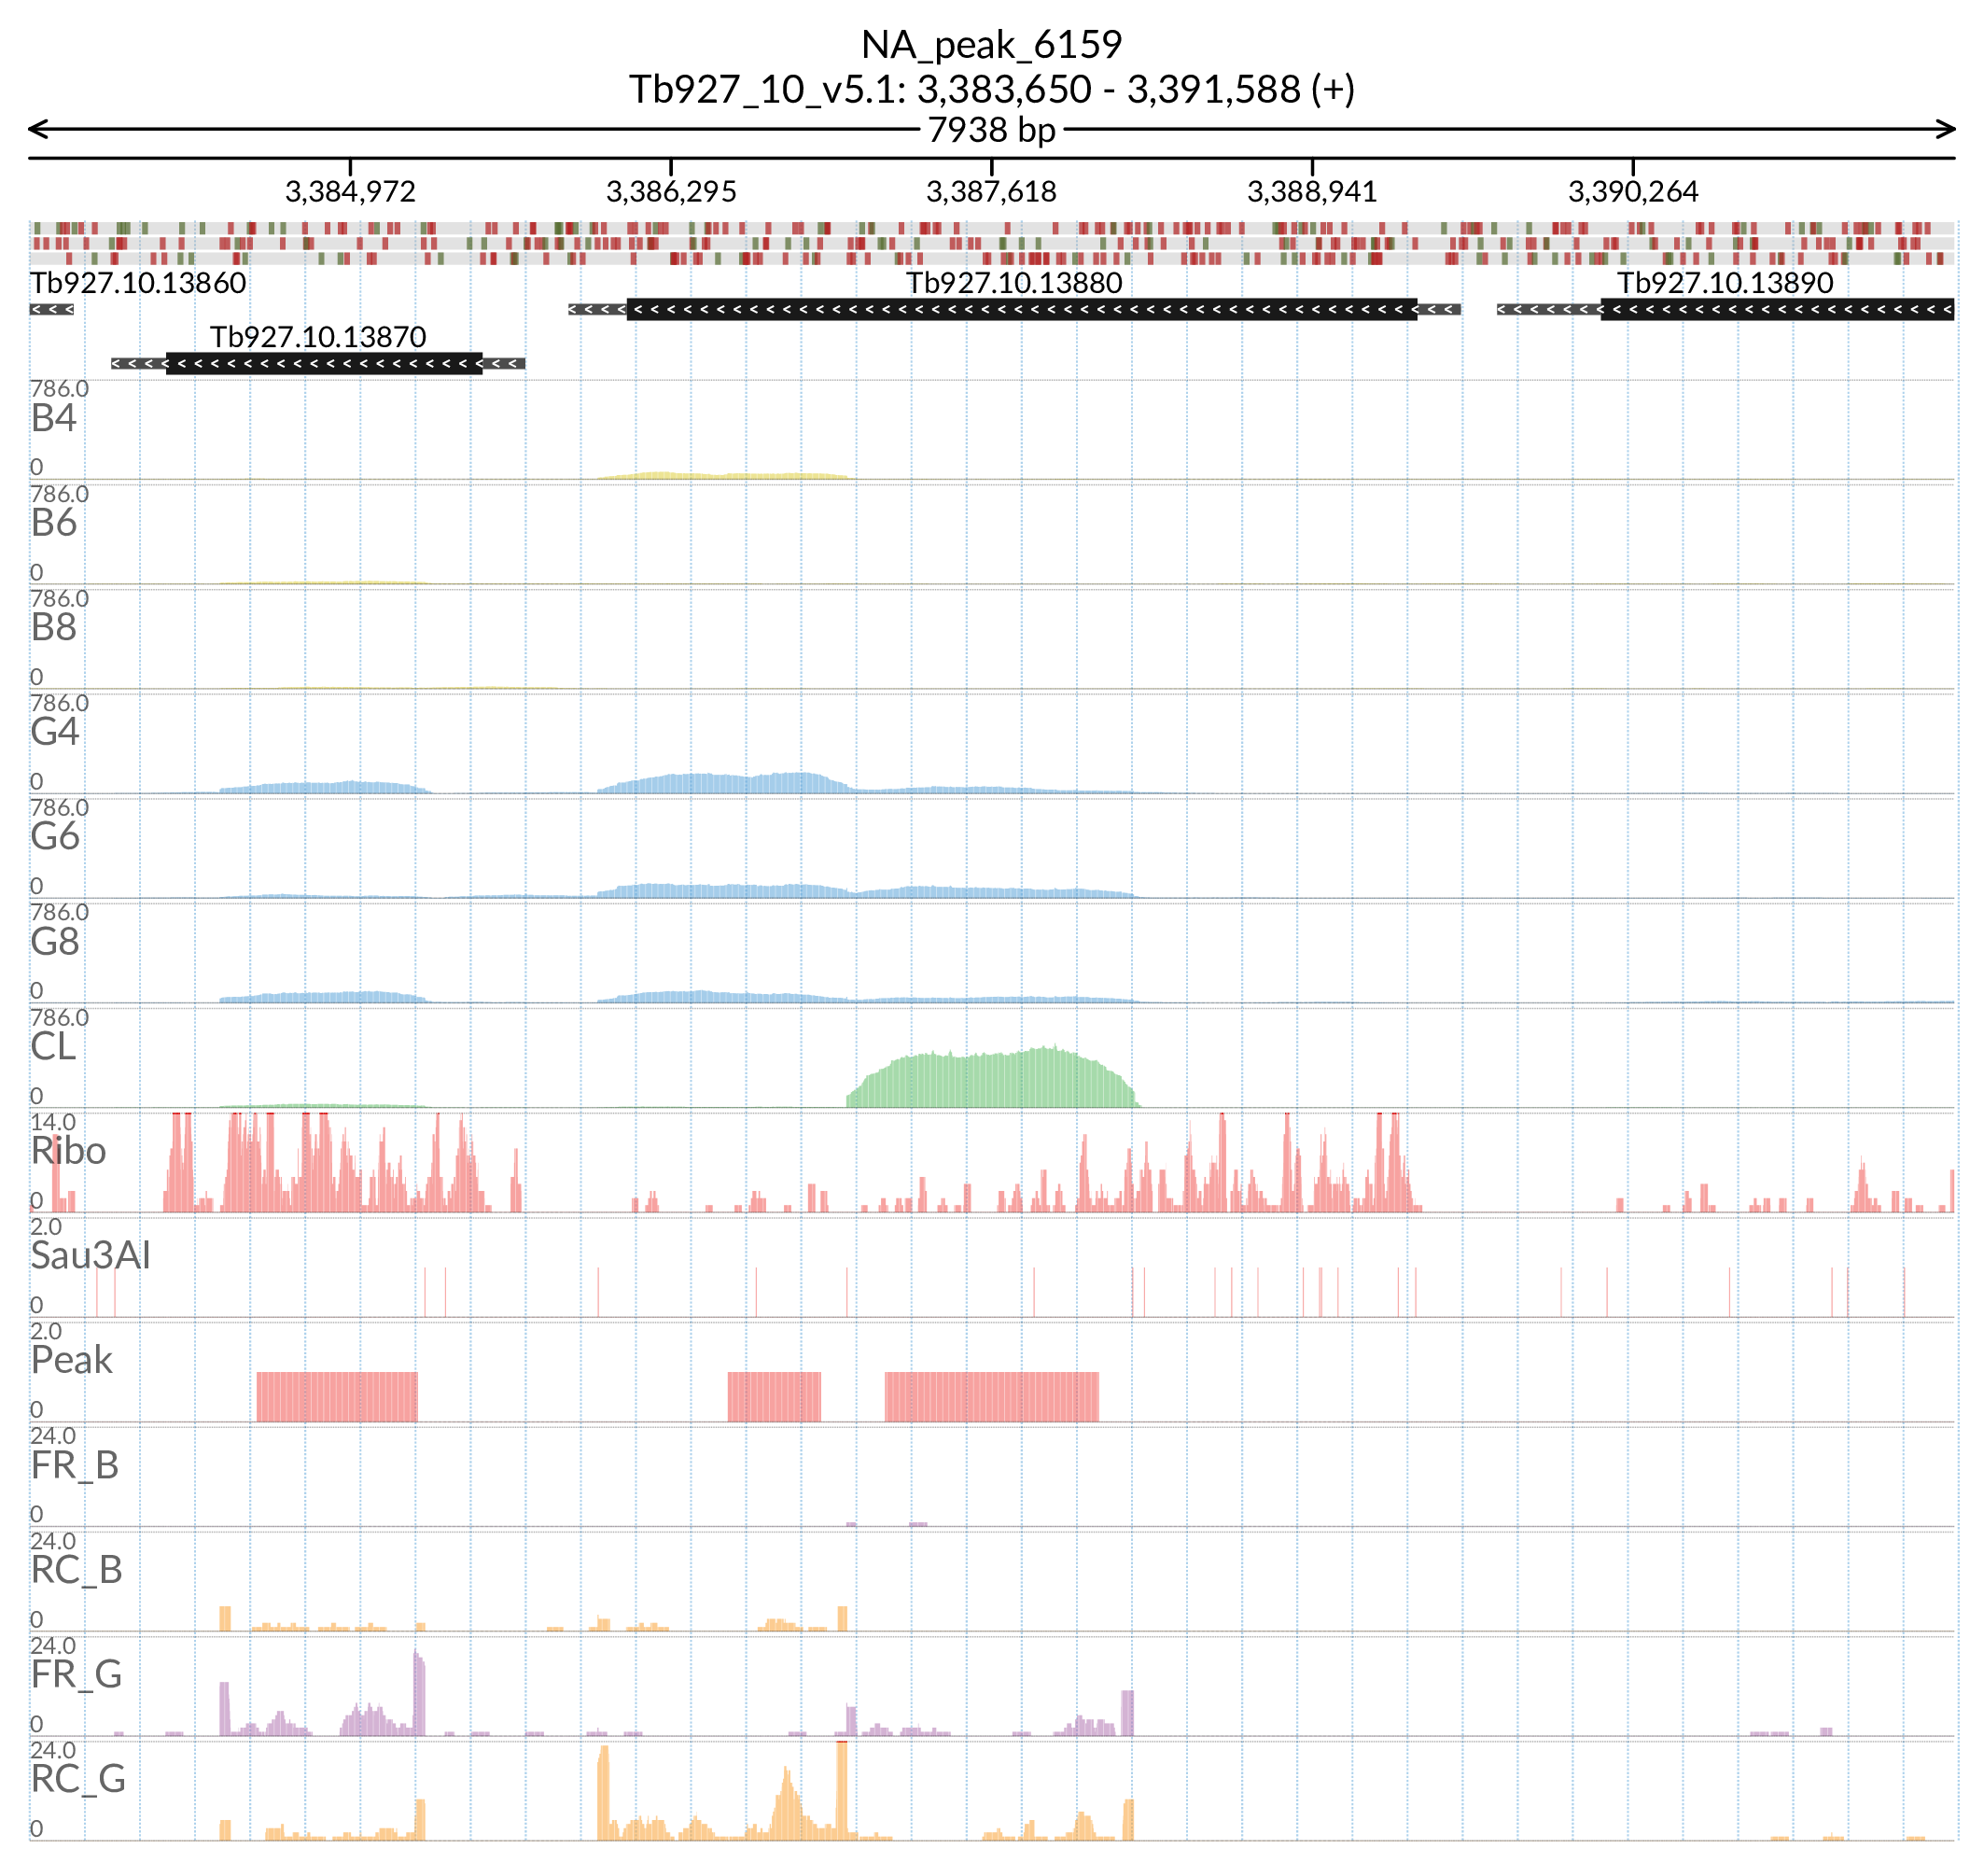 NA_peak_6159
Tb927_10_v5.1: 3,383,650 - 3,391,588 (+)
7938 bp
3,384,972 3,386,295 3,387,618 3,388,941 3,390,264
Tb927.10.13860 Tb927.10.13880 Tb927.10.13890
Tb927.10.13870
786.0
B4
0
786.0
B6
0
786.0
B8
0
786.0
G4
0
786.0
G6
0
786.0
G8
0
786.0
CL
0
14.0
Ribo
0
2.0
Sau3AI
0
2.0
Peak
0
24.0
FR_B
0
24.0
RC_B
0
24.0
FR_G
0
24.0
RC_G
0